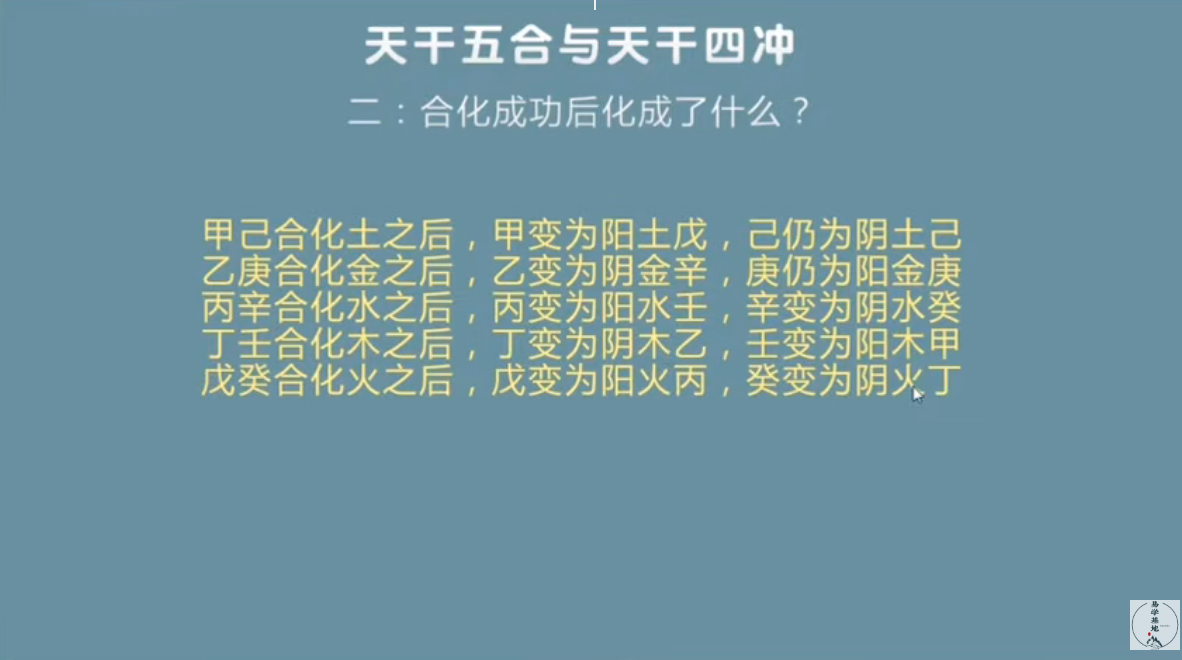 天干五合与天干四冲
二：合化成功后化成了什么？
甲己合化土之后，甲变为阳土戊，己仍为阴土己
乙庚合化金之后，乙变为阴金辛，庚仍为阳金庚
丙辛合化水之后，丙变为阳水壬，辛变为阴水癸
丁壬合化木之后，丁变为阴木乙，壬变为阳木甲
戊癸合化火之后，戊变为阳火丙，癸变为阴火丁
易学基地